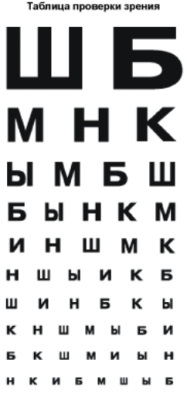 Таблица проверки зрения
Ш Б
М Н К
Ы М Б Ш
Б Ы Н К М
И Н Ш М К
Н Ш Ы И К Б
Ш И Н Б К Ы
К Н Ш М Ы Б И
Б К Ш М И Ы Н
Н К И Б М Ш Ы Б